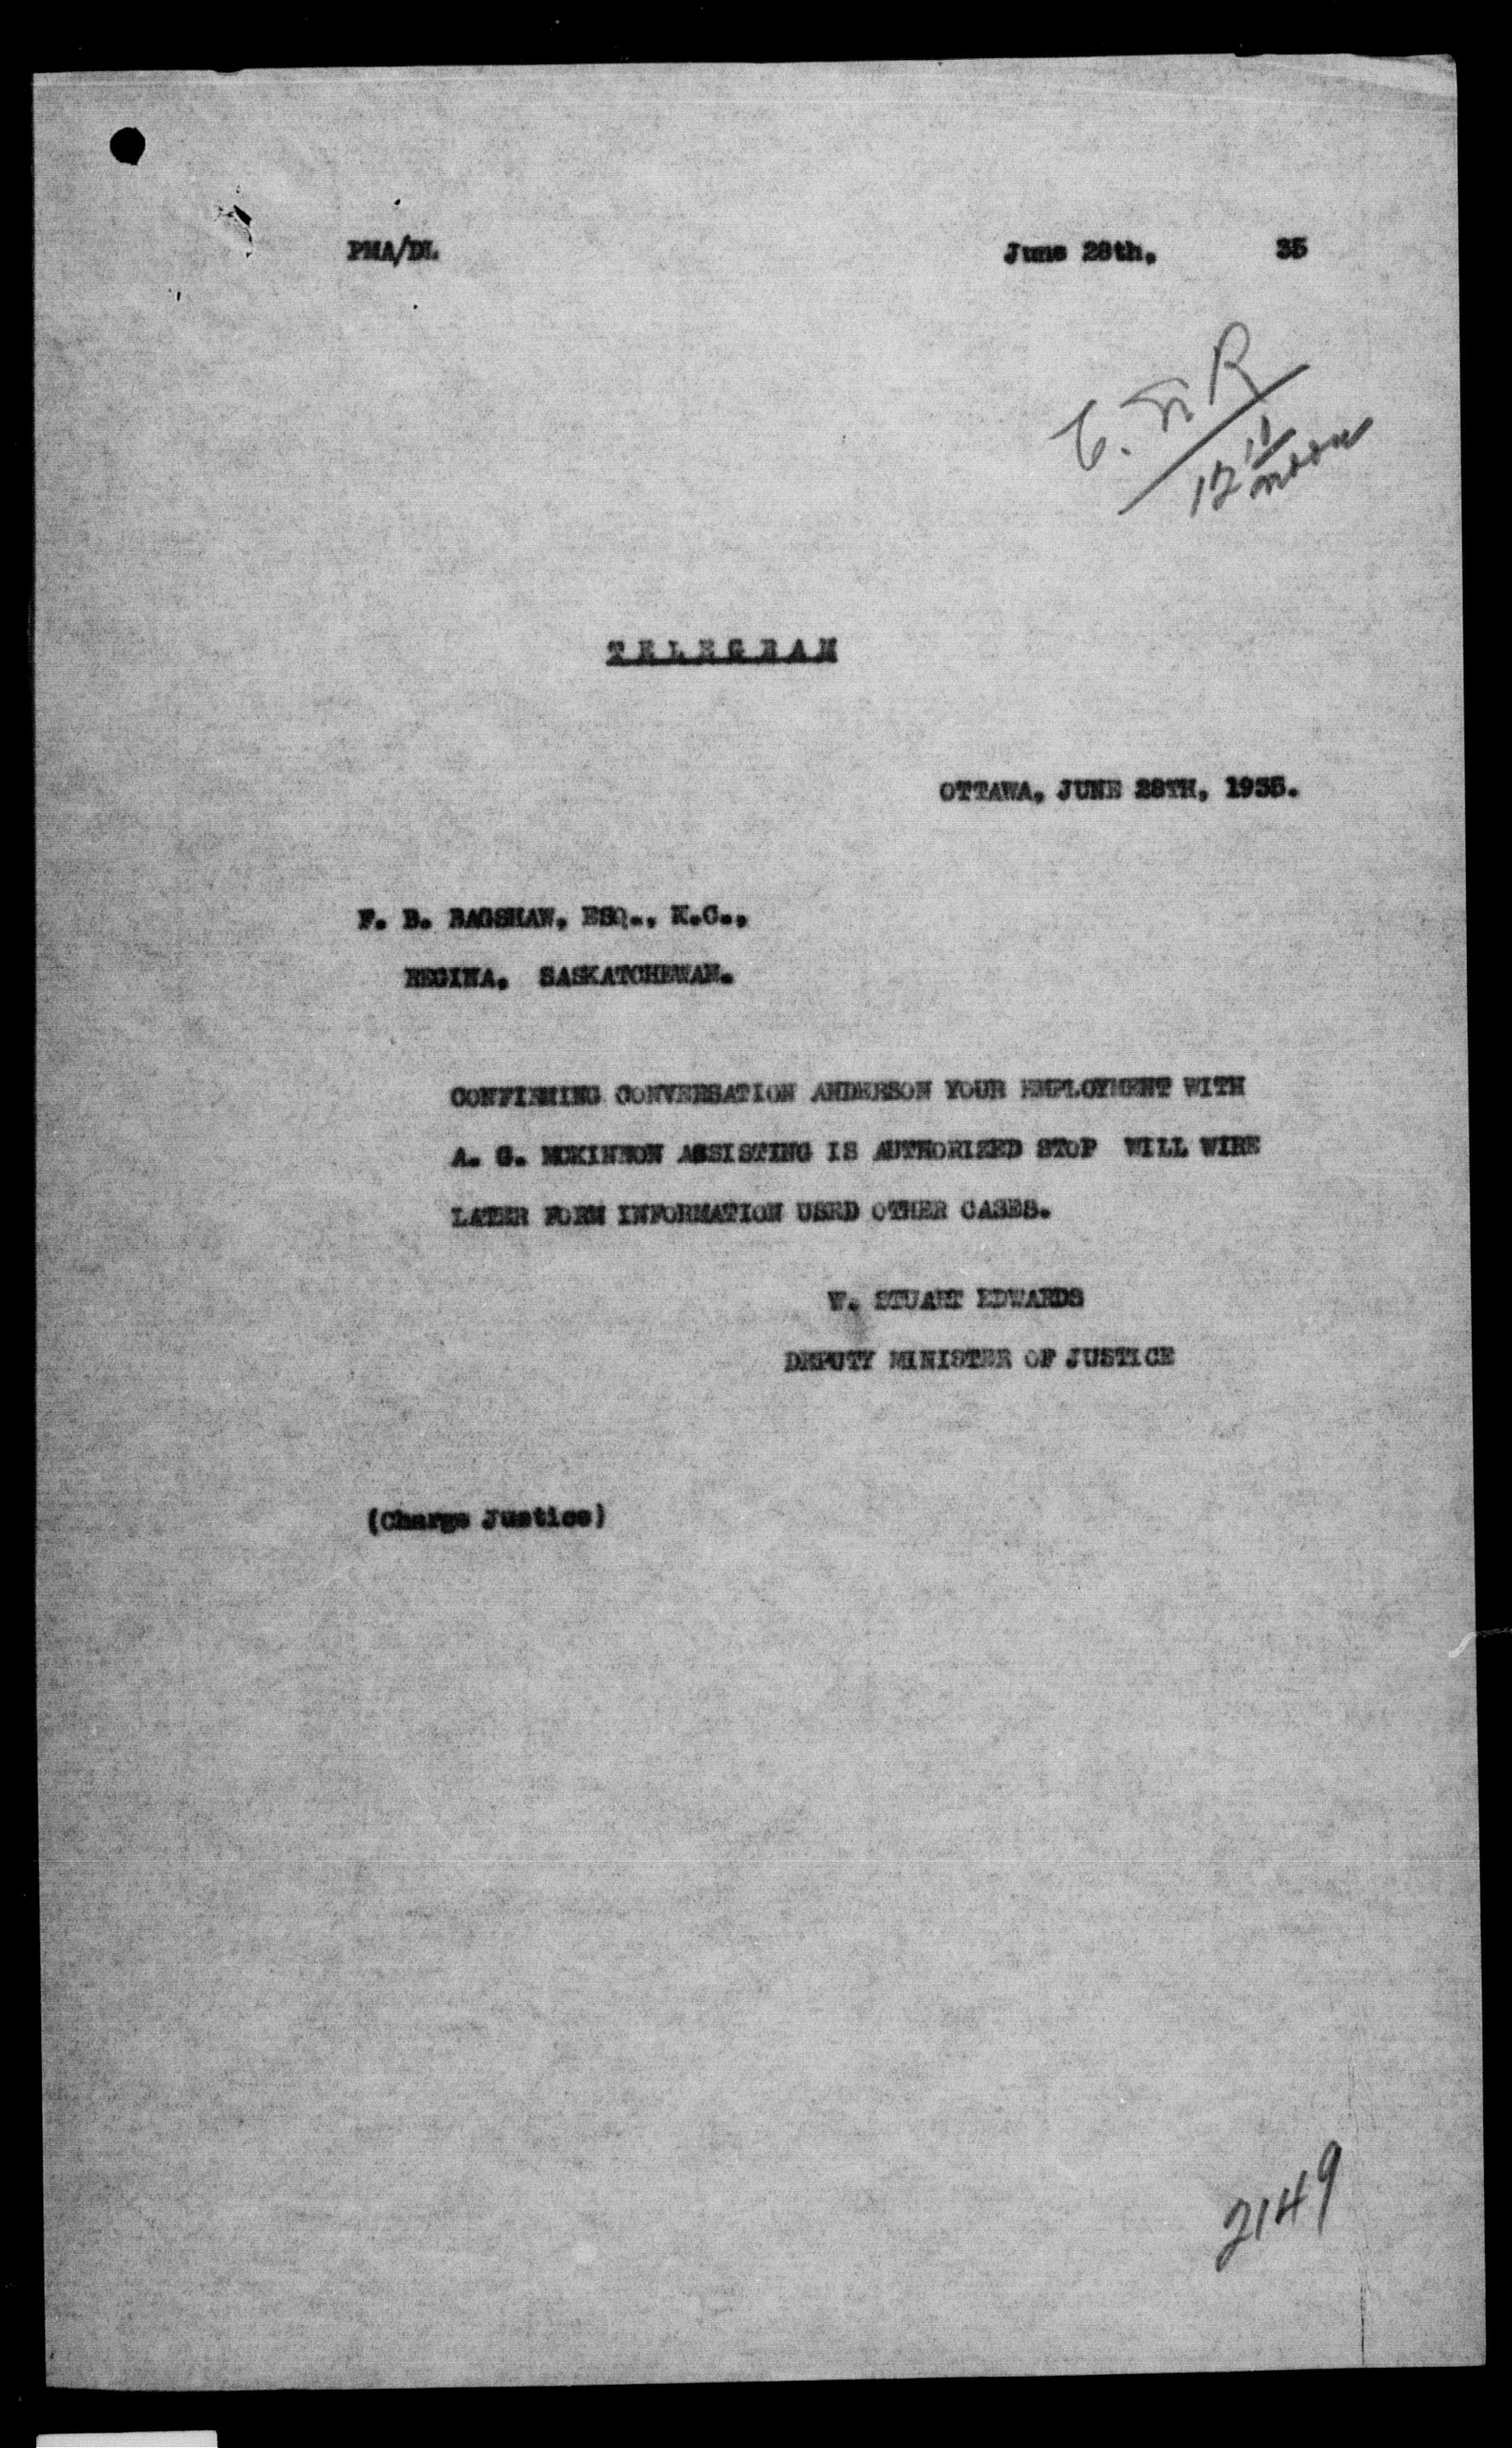 PMA/DL June 28th, 35
C.N.R
12 11 noon
TELEGRAM
OTTAWA, JUNE 28TH, 1935.
F. B. BAGSHAW, ESQ., K.C.,
REGINA, SASKATCHEWAN.
CONFIRMING CONVERSATION ANDERSON YOUR EMPLOYMENT WITH
A. G. MCKINNON ASSISTING IS AUTHORIZED STOP WILL WIRE
LATER FORM INFORMATION USED OTHER CASES.
W. STUART EDWARDS
DEPUTY MINISTER OF JUSTICE
(Charge Justice)
2149